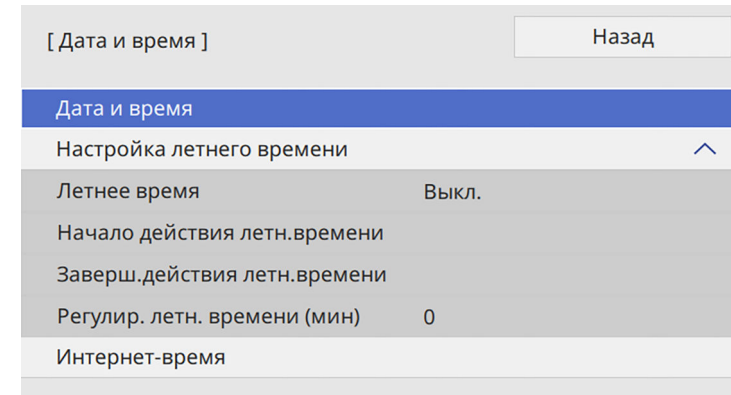 [ Дата и время ]
Назад
Дата и время
Настройка летнего времени
Летнее время Выкл.
Начало действия летн.времени
Заверш.действия летн.времени
Регулир. летн. времени (мин) 0
Интернет-время